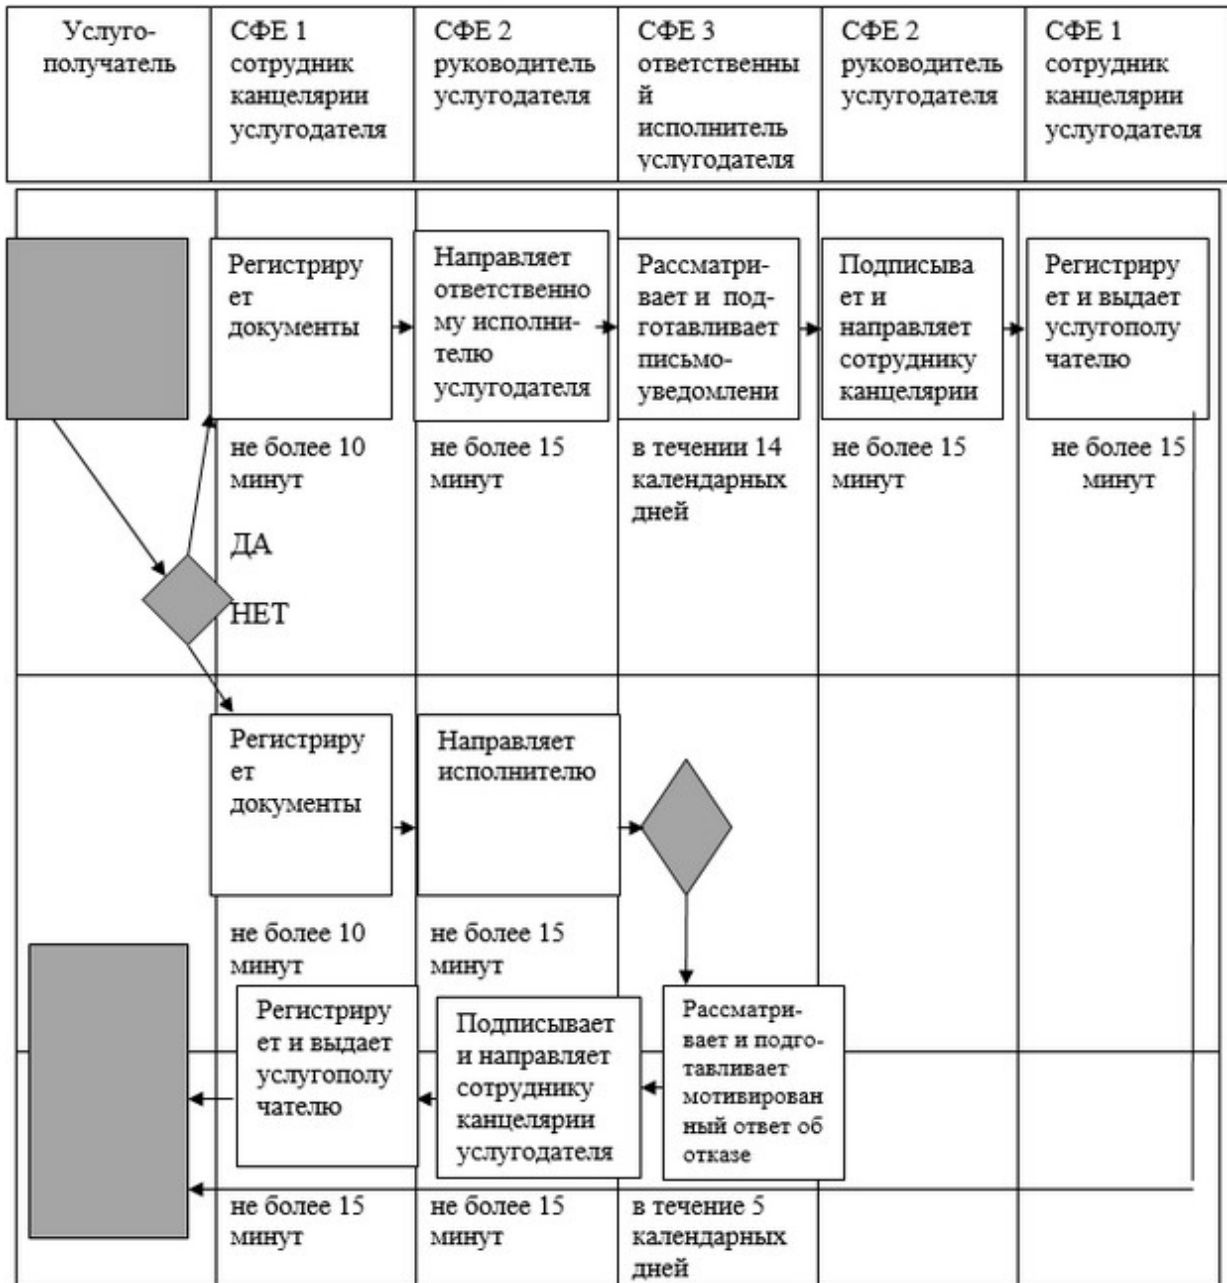 Услуго-
получатель
СФЕ 1
сотрудник
канцелярии
услугодателя
СФЕ 2
руководитель
услугодателя
СФЕ 3
ответственны
й
исполнитель
услугодателя
СФЕ 2
руководитель
услугодателя
СФЕ 1
сотрудник
канцелярии
услугодателя
Регистриру
ет
документы
Направляет
ответственно
му исполни-
телю
услугодателя
Рассматри-
вает и под-
готавливает
письмо-
уведомлени
Подписыва
ет и
направляет
сотруднику
канцелярии
Регистриру
ет и выдает
услугополу
чателю
не более 10
минут
не более 15
минут
в течении 14
календарных
дней
не более 15
минут
не более 15
минут
ДА
НЕТ
Регистриру
ет
документы
Направляет
исполнителю
не более 10
минут
не более 15
минут
Регистриру
ет и выдает
услугополу
чателю
Подписывает
и направляет
сотруднику
канцелярии
услугодателя
Рассматри-
вает и подго-
тавливает
мотивирован
ный ответ об
отказе
не более 15
минут
не более 15
минут
в течение 5
календарных
дней